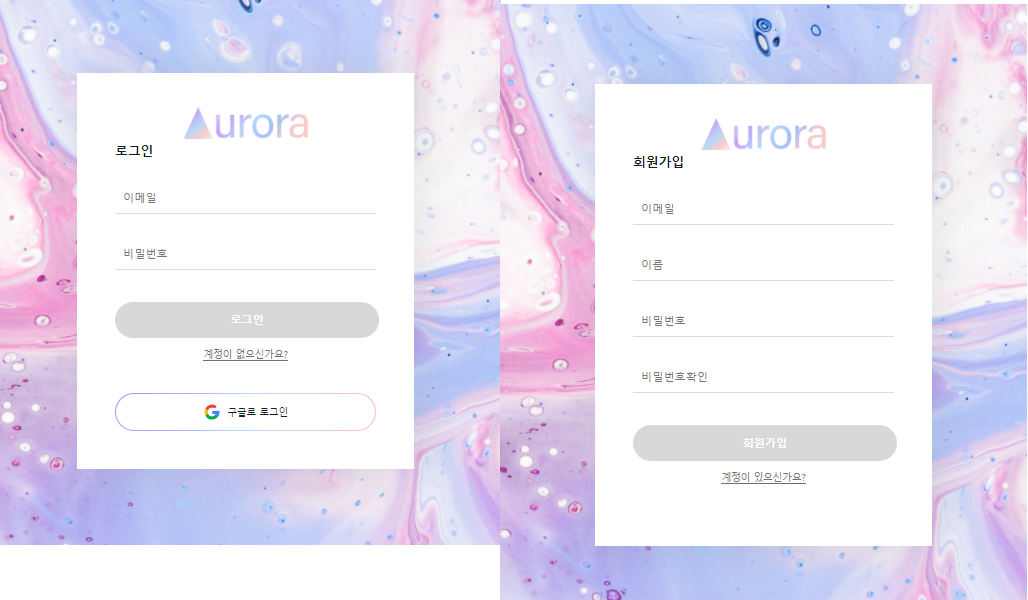 Aurora
로그인
이메일
비밀번호
로그인
계정이 없으신가요?
구글로 로그인
Aurora
회원가입
이메일
이름
비밀번호
비밀번호확인
회원가입
계정이 있으신가요?